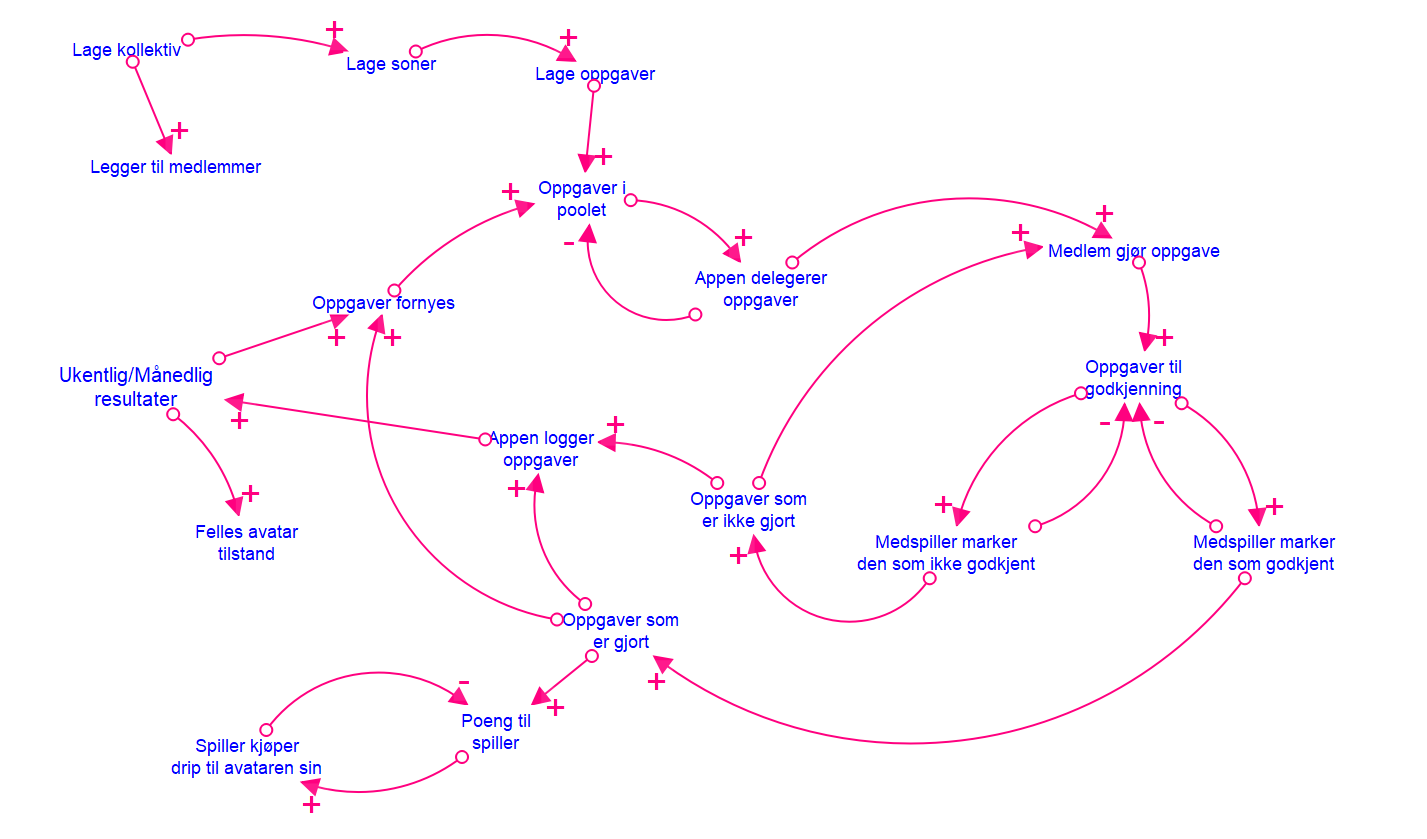 Lage kollektiv
Lage soner
Lage oppgaver
Legger til medlemmer
Oppgaver i
poolet
Appen delegerer
oppgaver
Medlem gjør oppgave
Oppgaver fornyes
Ukentlig/Månedlig
resultater
Oppgaver til
godkjenning
Appen logger
oppgaver
Oppgaver som
er ikke gjort
Felles avatar
tilstand
Medspiller marker
den som ikke godkjent
Medspiller marker
den som godkjent
Oppgaver som
er gjort
Poeng til
spiller
Spiller kjøper
drip til avataren sin